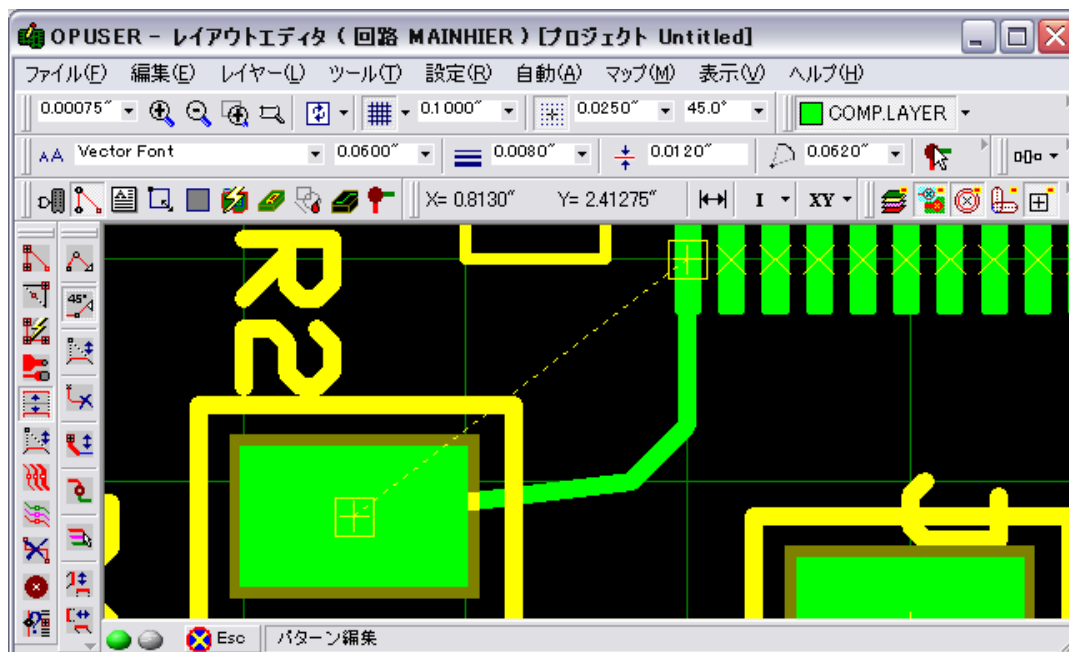 OPUSER - レイアウトエディタ ( 回路 MAINHIER ) [プロジェクト Untitled]
ファイル(F) 編集(E) レイヤー(L) ツール(T) 設定(R) 自動(A) マップ(M) 表示(V) ヘルプ(H)
0.00075" 0.1000" 0.0250" 45.0° COMP.LAYER
AA Vector Font 0.0600" 0.0080" 0.0120" 0.0620"
X= 0.8130" Y= 2.41275" I XY
45°
R2
Esc パターン編集